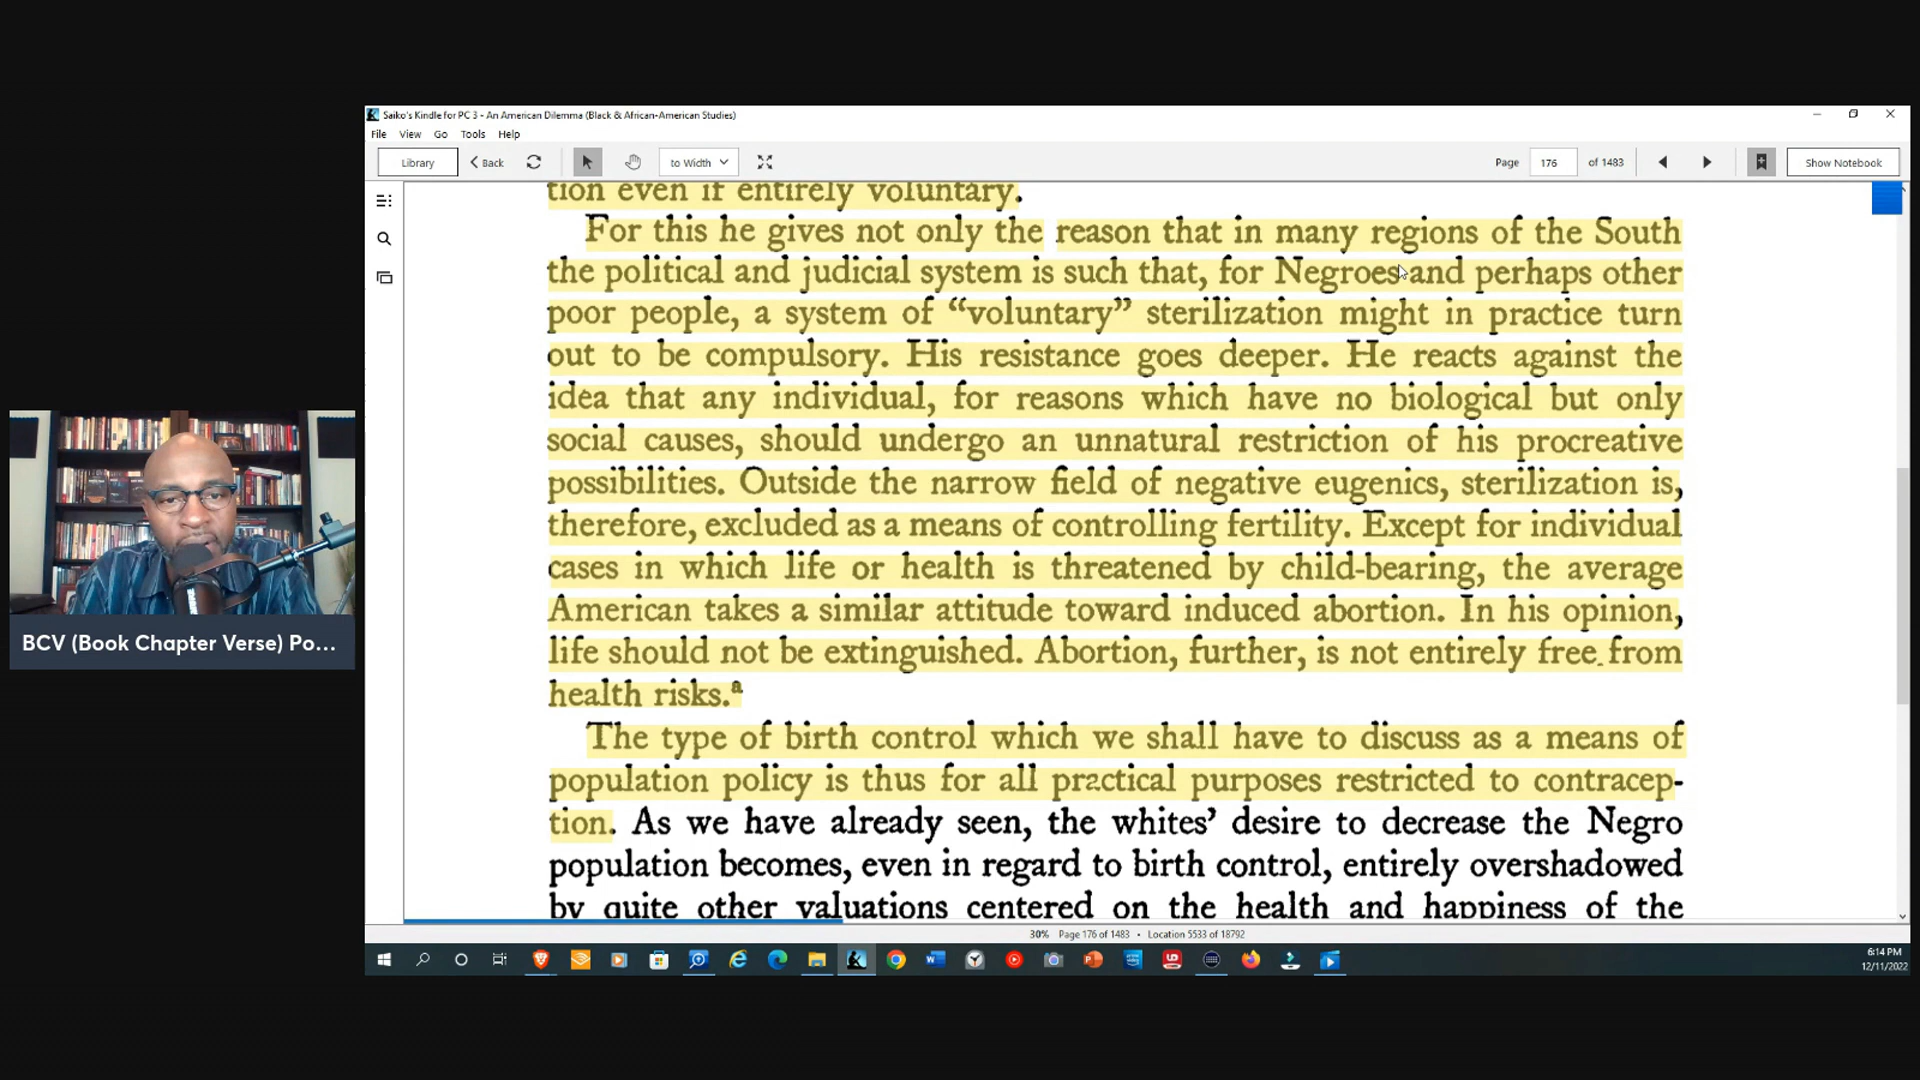 Saiko's Kindle for PC 3 - An American Dilemma (Black & African-American Studies)
File View Go Tools Help
Library
Back
to Width
Page 176 of 1483
Show Notebook
tion even if entirely voluntary.
For this he gives not only the reason that in many regions of the South
the political and judicial system is such that, for Negroes and perhaps other
poor people, a system of “voluntary” sterilization might in practice turn
out to be compulsory. His resistance goes deeper. He reacts against the
idea that any individual, for reasons which have no biological but only
social causes, should undergo an unnatural restriction of his procreative
possibilities. Outside the narrow field of negative eugenics, sterilization is,
therefore, excluded as a means of controlling fertility. Except for individual
cases in which life or health is threatened by child-bearing, the average
American takes a similar attitude toward induced abortion. In his opinion,
life should not be extinguished. Abortion, further, is not entirely free from
health risks.ª
The type of birth control which we shall have to discuss as a means of
population policy is thus for all practical purposes restricted to contracep-
tion. As we have already seen, the whites’ desire to decrease the Negro
population becomes, even in regard to birth control, entirely overshadowed
by quite other valuations centered on the health and happiness of the
30% Page 176 of 1483 • Location 5533 of 18792
6:14 PM
12/11/2022
BCV (Book Chapter Verse) Po...